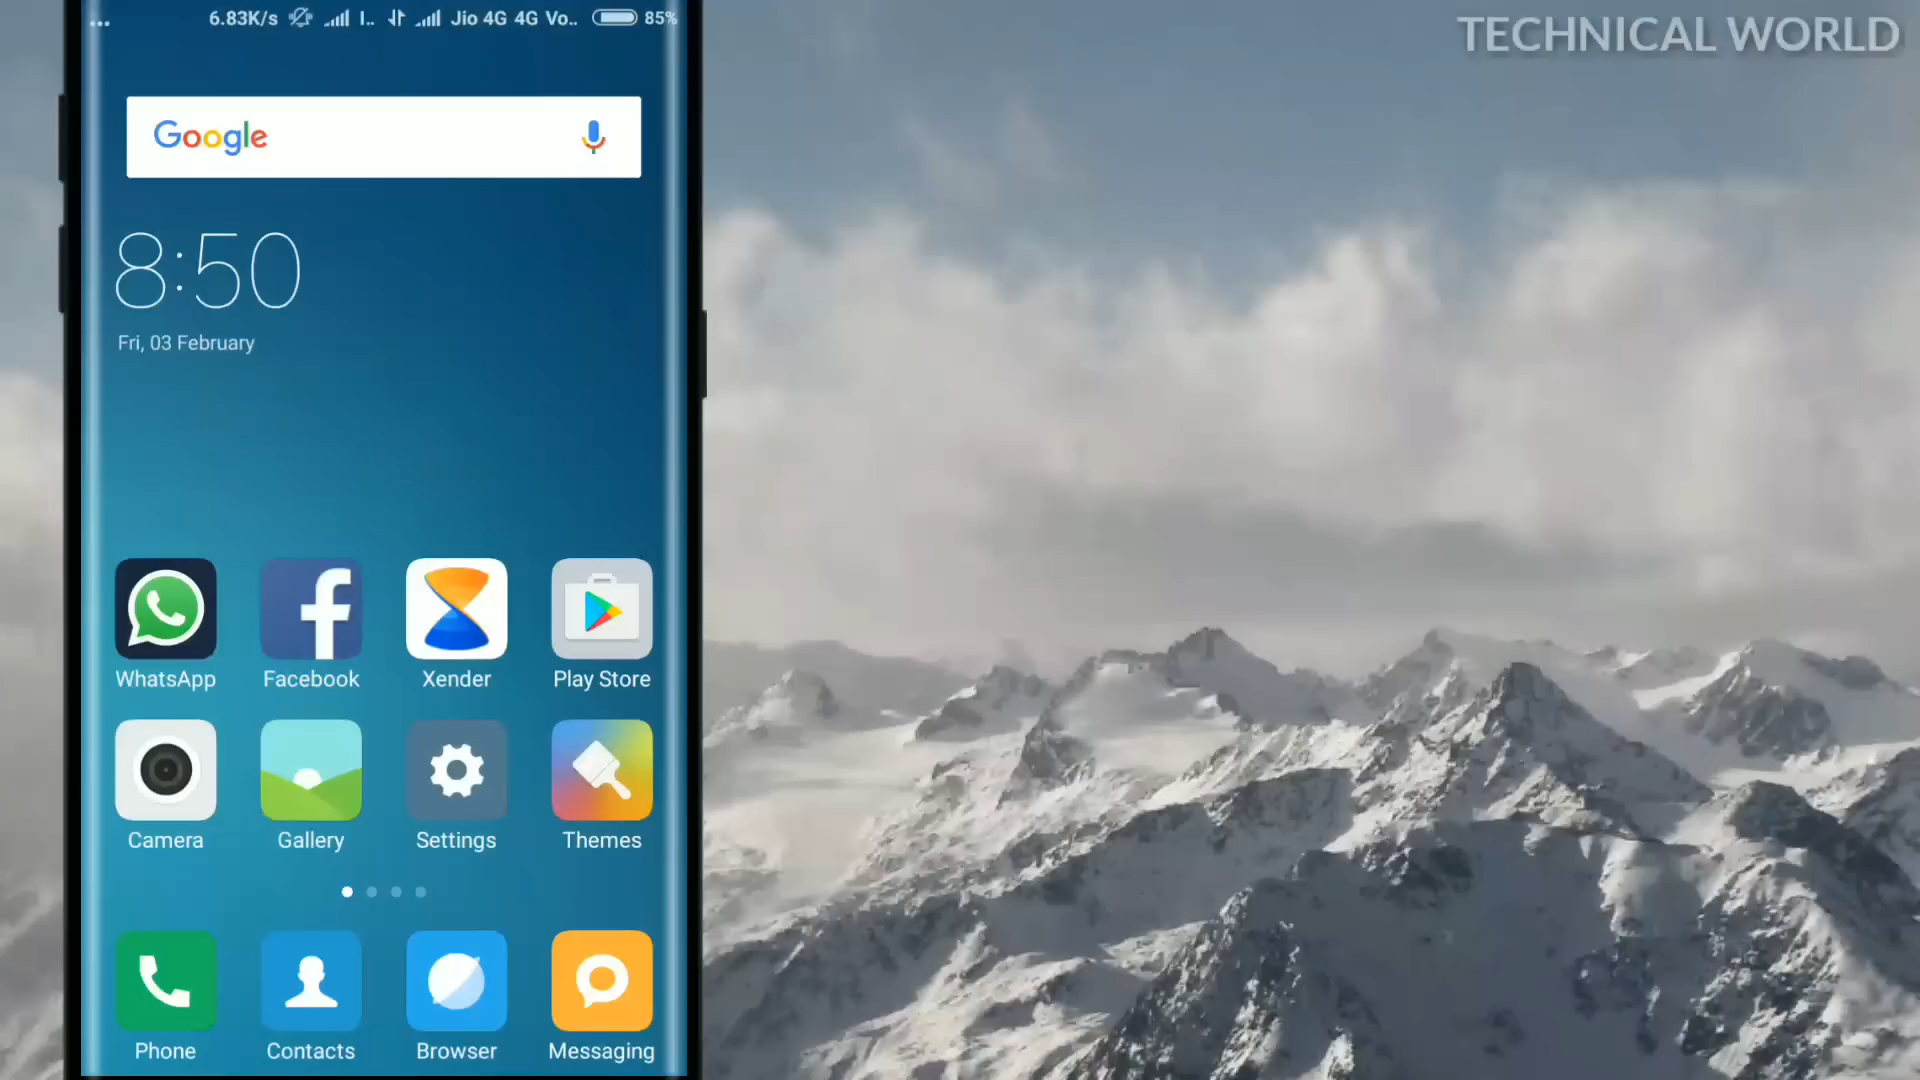 ... 6.83K/s I.. Jio 4G 4G Vo.. 85%
TECHNICAL WORLD
Google
8:50
Fri, 03 February
WhatsApp Facebook Xender Play Store
Camera Gallery Settings Themes
Phone Contacts Browser Messaging